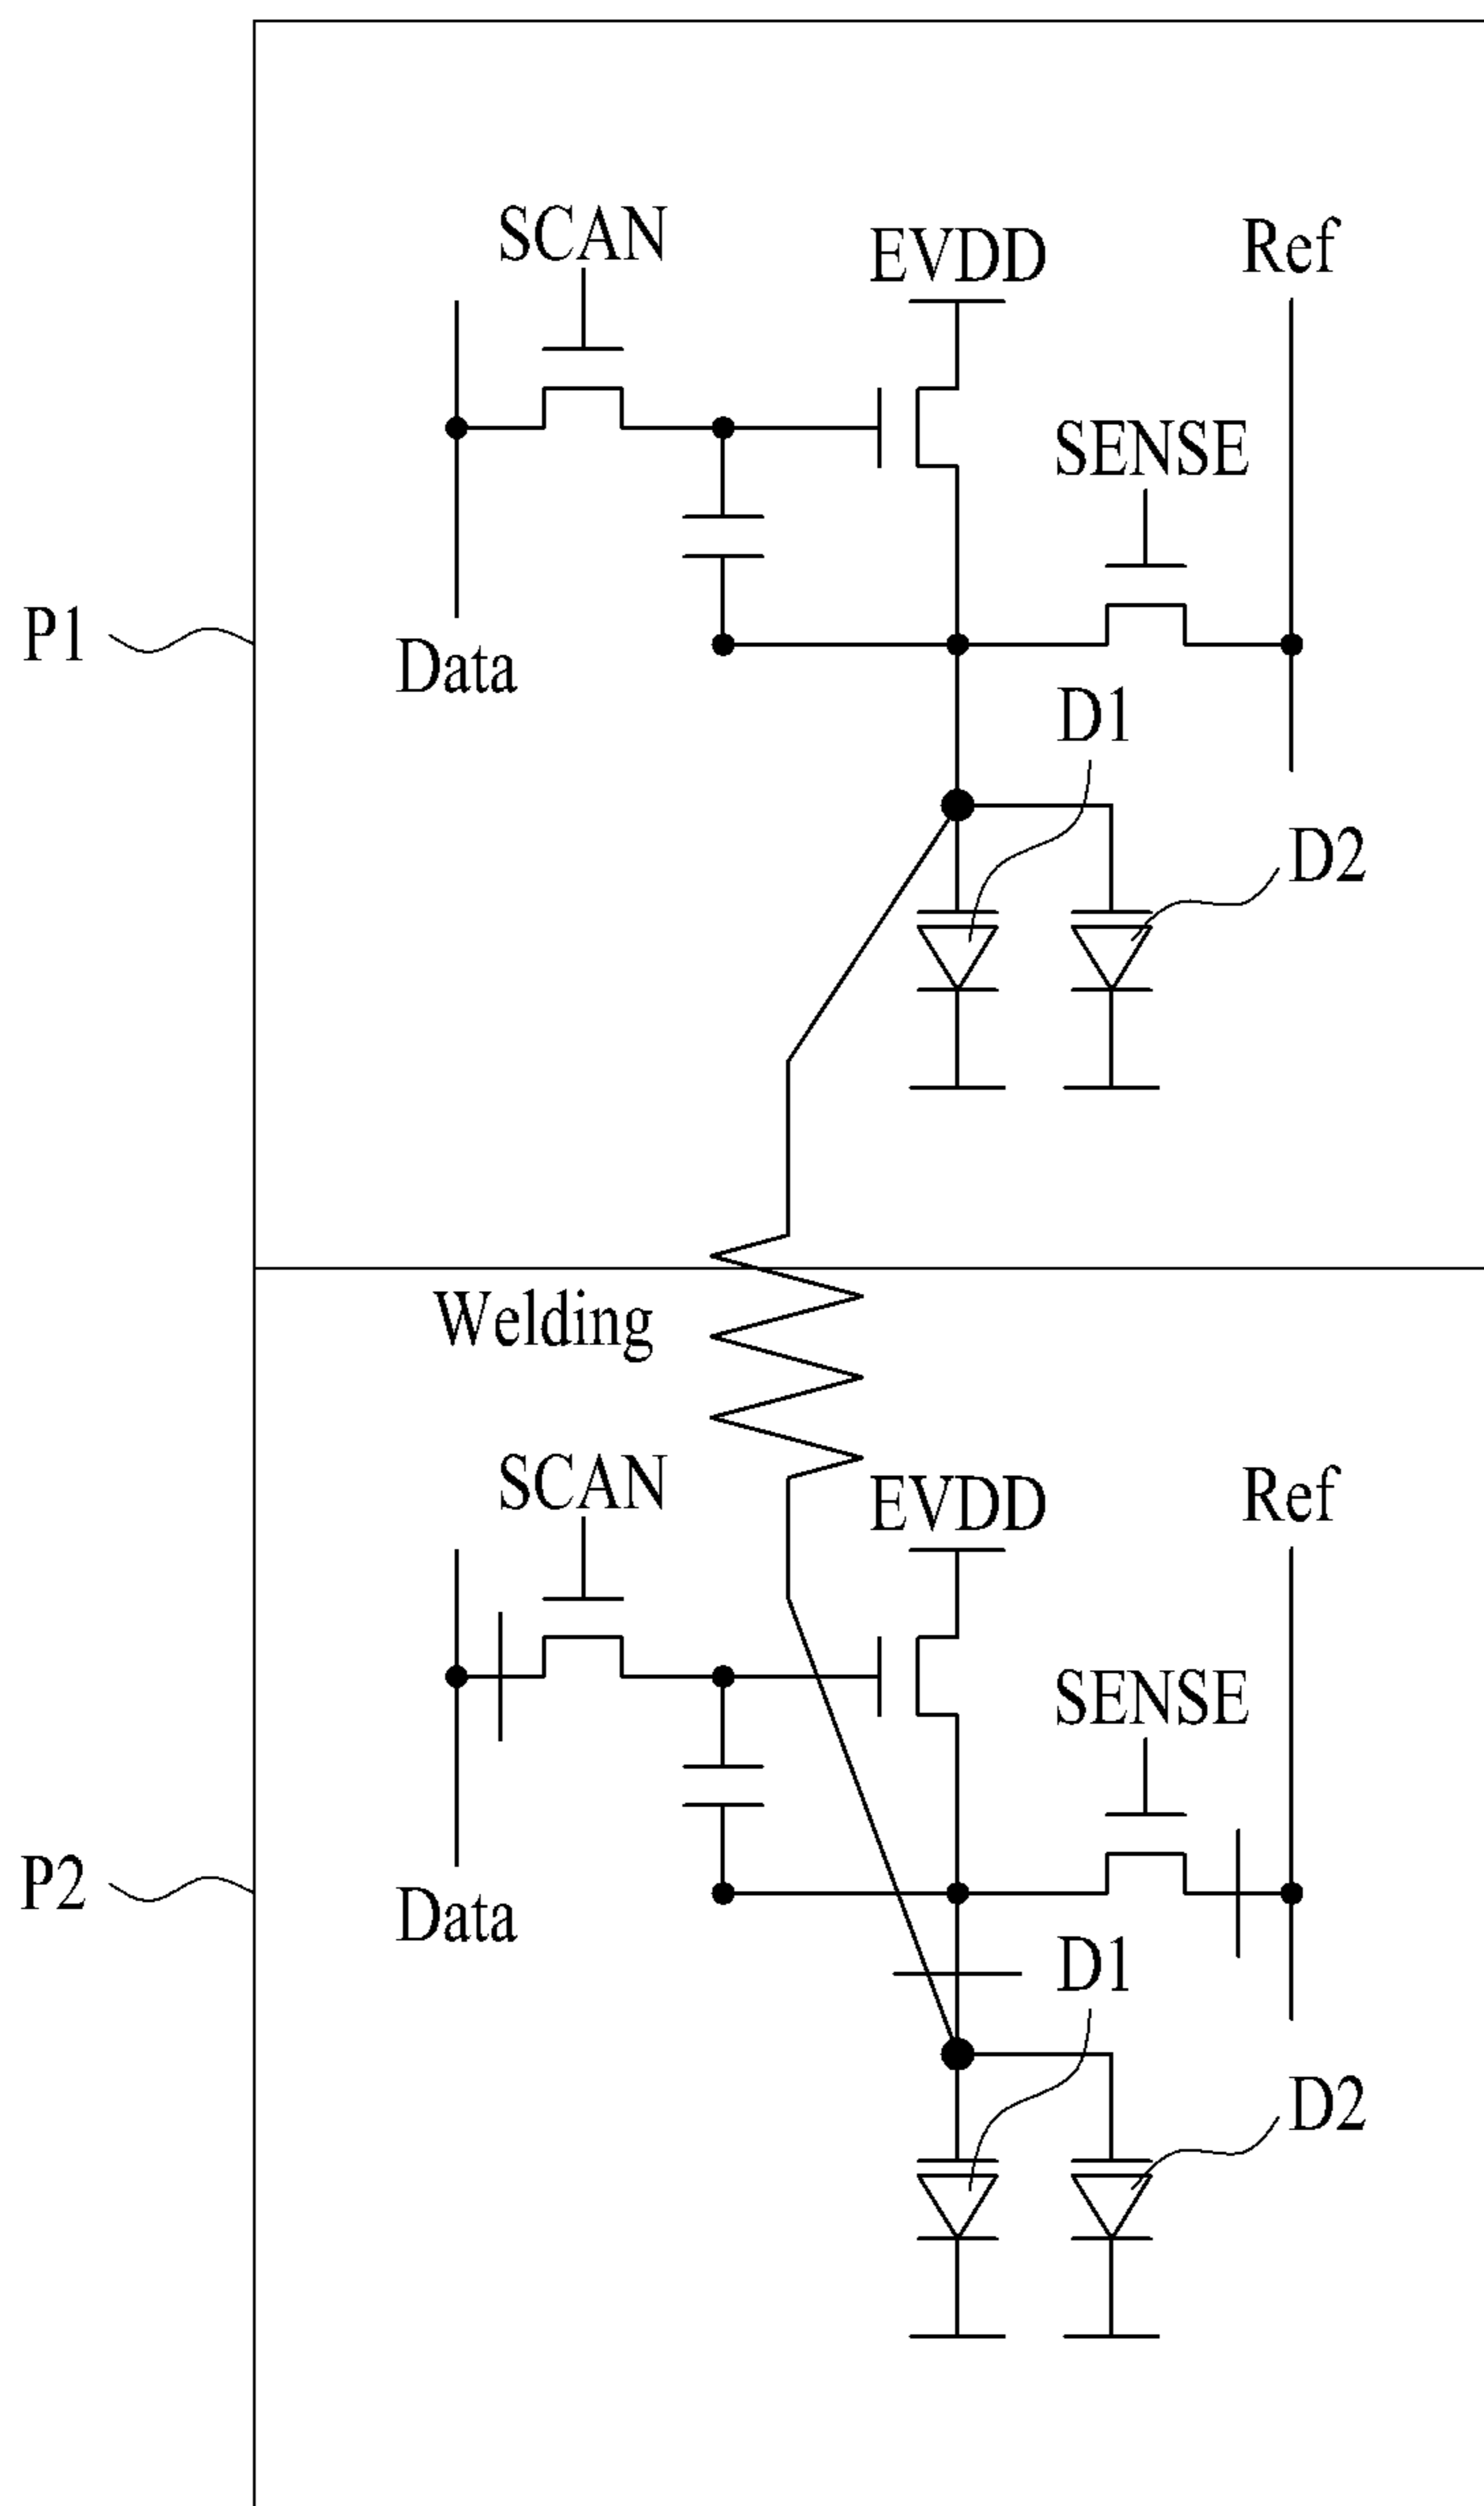 SCAN
EVDD
Ref
SENSE
P1
Data
D1
D2
Welding
SCAN
EVDD
Ref
SENSE
P2
Data
D1
D2